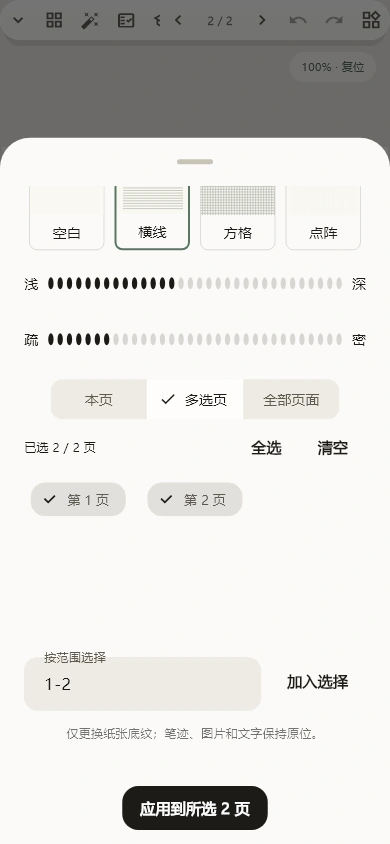 2 / 2
100% · 复位
空白 横线 方格 点阵
浅 深
疏 密
本页 多选页 全部页面
已选 2 / 2 页 全选 清空
第 1 页 第 2 页
按范围选择
1-2 加入选择
仅更换纸张底纹；笔迹、图片和文字保持原位。
应用到所选 2 页